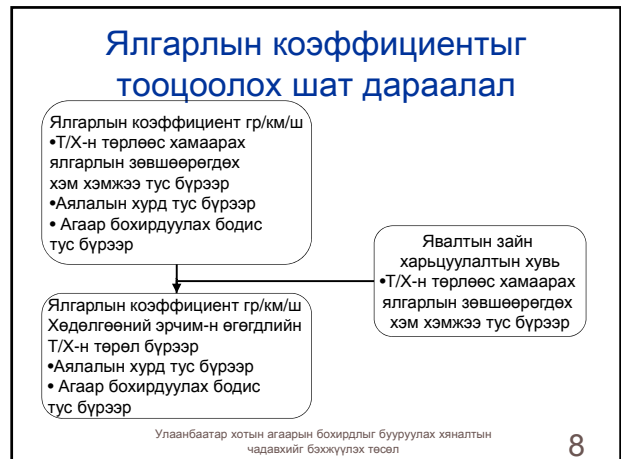 Ялгарлын коэффициентыг
тооцоолох шат дараалал
Ялгарлын коэффициент гр/км/ш
•Т/Х-н төрлөөс хамаарах
ялгарлын зөвшөөрөгдөх
хэм хэмжээ тус бүрээр
•Аялалын хурд тус бүрээр
• Агаар бохирдуулах бодис
тус бүрээр
Явалтын зайн
харьцуулалтын хувь
•Т/Х-н төрлөөс хамаарах
ялгарлын зөвшөөрөгдөх
хэм хэмжээ тус бүрээр
Ялгарлын коэффициент гр/км/ш
Хөдөлгөөний эрчим-н өгөгдлийн
Т/Х-н төрөл бүрээр
•Аялалын хурд тус бүрээр
• Агаар бохирдуулах бодис
тус бүрээр
Улаанбаатар хотын агаарын бохирдлыг бууруулах хяналтын
чадавхийг бэхжүүлэх төсөл
8